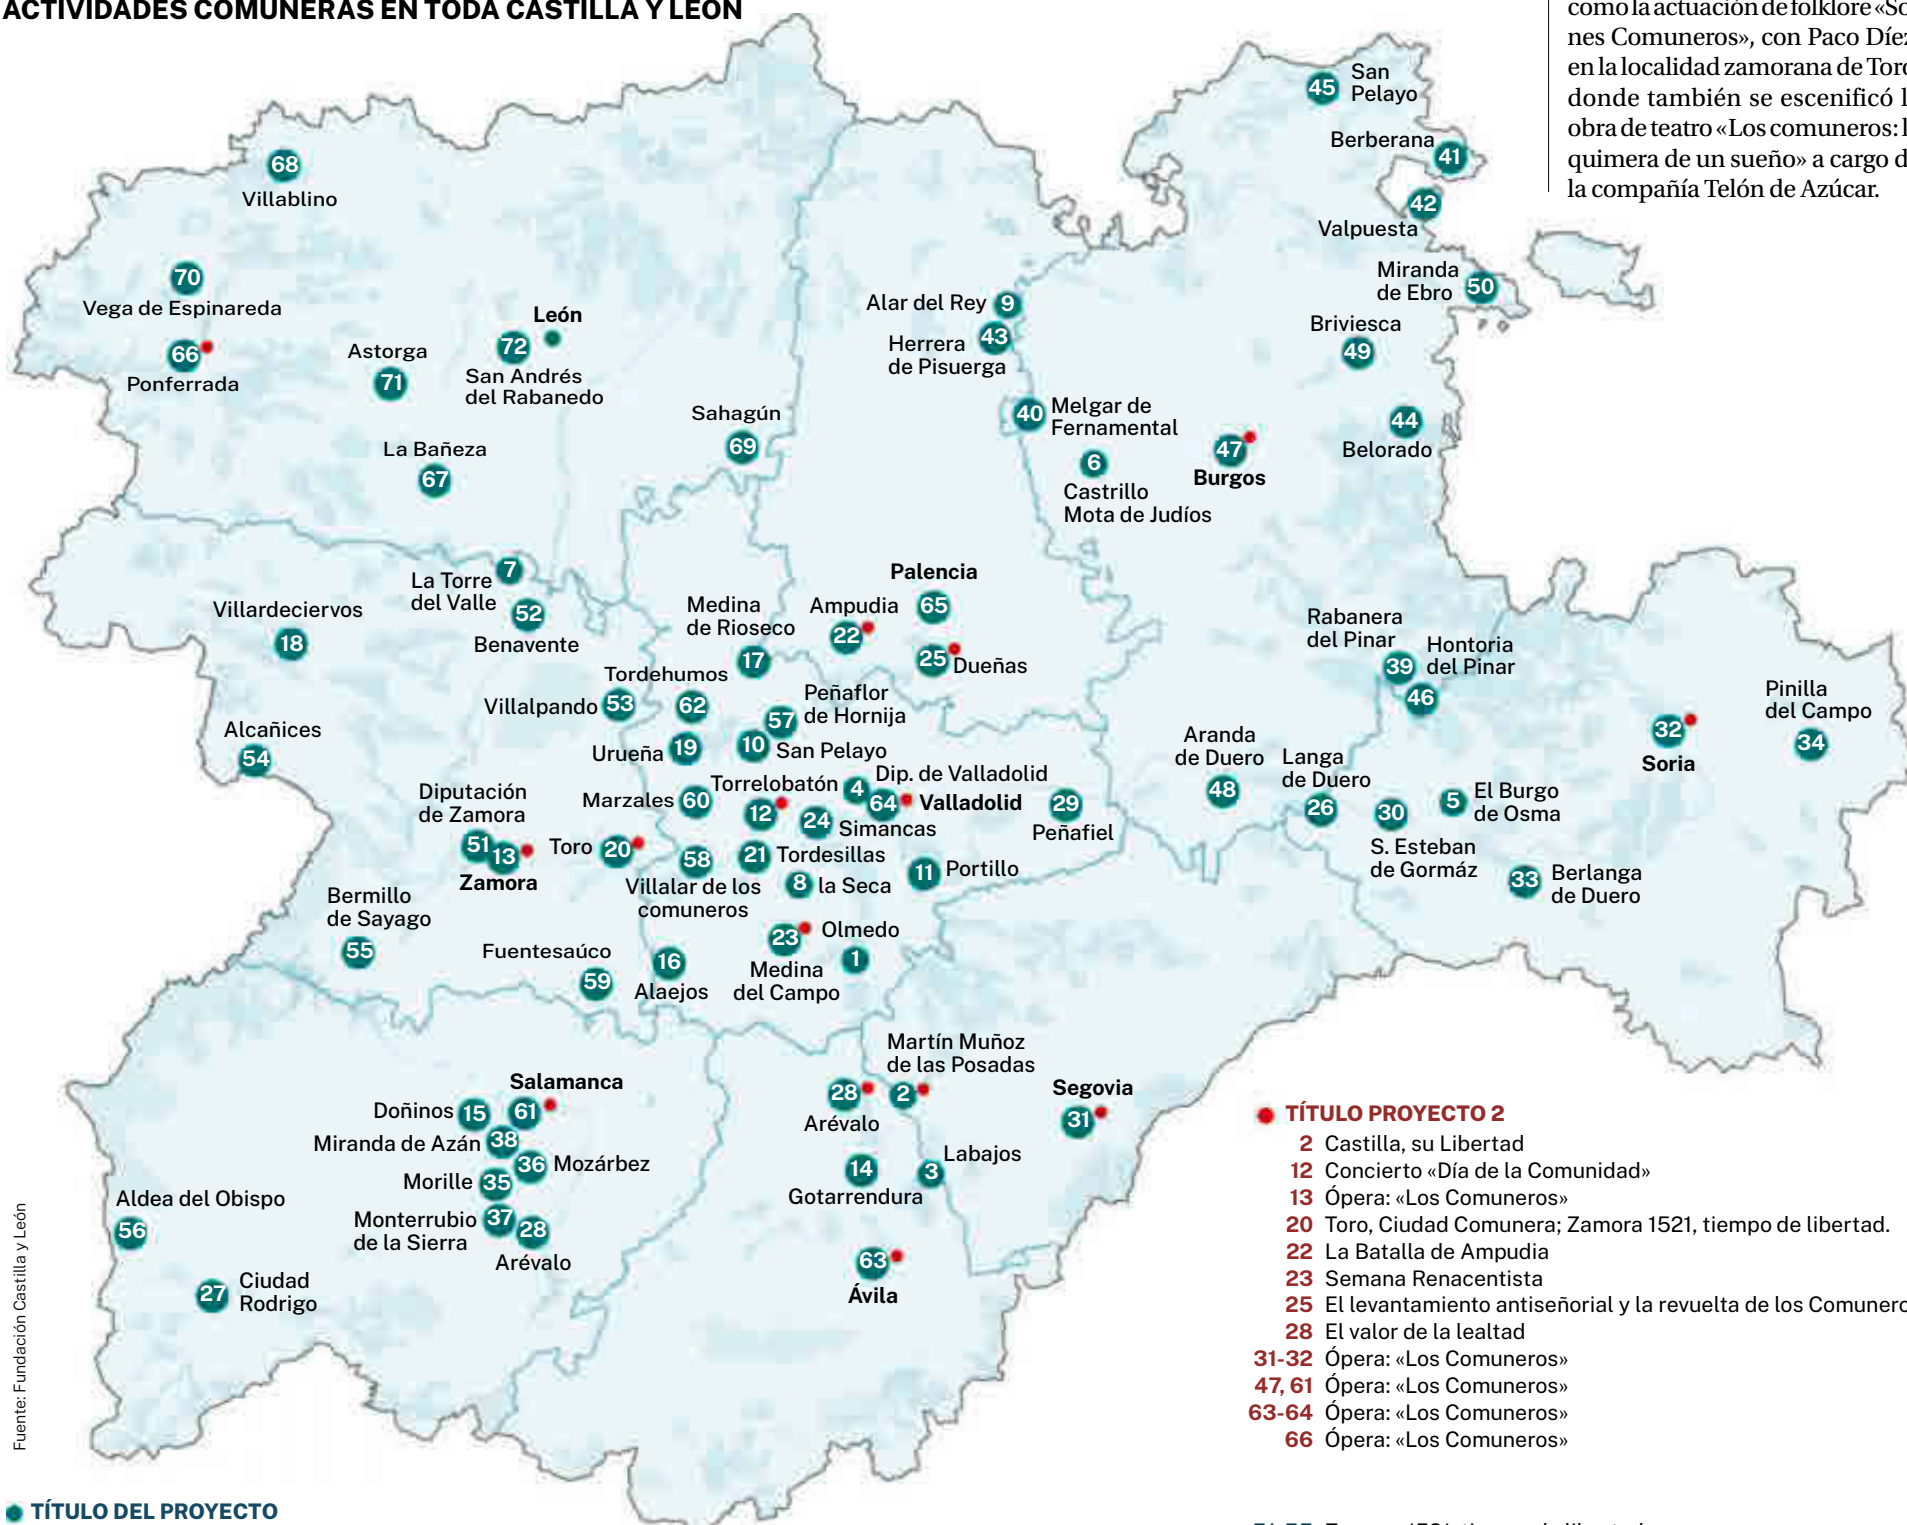 ACTIVIDADES COMUNERAS EN TODA CASTILLA Y LEÓN
como la actuación de folklore «So
nes Comuneros», con Paco Díez
en la localidad zamorana de Toro
donde también se escenificó l
obra de teatro «Los comuneros: l
quimera de un sueño» a cargo d
la compañía Telón de Azúcar.
45 San
Pelayo
Berberana
41
42
Valpuesta
Miranda
de Ebro 50
Briviesca
49
44
Belorado
68
Villablino
70
Vega de Espinareda
66
Ponferrada
Astorga
71
León
72
San Andrés
del Rabanedo
La Bañeza
67
Sahagún
69
Alar del Rey 9
Herrera 43
de Pisuerga
40 Melgar de
Fernamental
6
Castrillo
Mota de Judíos
47
Burgos
La Torre 7
del Valle
52
Benavente
Villardeciervos
18
Alcañices
54
Villalpando 53
Medina
de Rioseco
17
Ampudia
22
Palencia
65
25 Dueñas
Tordehumos
62
Peñaflor
57 de Hornija
Urueña 19
10 San Pelayo
Torrelobatón
12
4 Dip. de Valladolid
64 Valladolid
Marzales 60
24
Simancas
29
Peñafiel
Diputación
de Zamora
51 13
Zamora
Toro 20
58
Villalar de los
comuneros
21 Tordesillas
8 la Seca
11 Portillo
Bermillo
de Sayago
55
Fuentesaúco
59
16
Alaejos
23
Medina
del Campo
Olmedo
1
Rabanera
del Pinar
39
Hontoria
del Pinar
46
Aranda
de Duero
48
Langa
de Duero
26
30
S. Esteban
de Gormáz
5 El Burgo
de Osma
33 Berlanga
de Duero
32
Soria
Pinilla
del Campo
34
Salamanca
Doñinos 15 61
Miranda de Azán 38
36 Mozárbez
Morille 35
Monterrubio 37
de la Sierra
28
Arévalo
Aldea del Obispo
56
27 Ciudad
Rodrigo
Martín Muñoz
de las Posadas
28 2
Arévalo
14
Gotarrendura
Labajos
3
Segovia
31
63
Ávila
TÍTULO PROYECTO 2
2 Castilla, su Libertad
12 Concierto «Día de la Comunidad»
13 Ópera: «Los Comuneros»
20 Toro, Ciudad Comunera; Zamora 1521, tiempo de libertad.
22 La Batalla de Ampudia
23 Semana Renacentista
25 El levantamiento antiseñorial y la revuelta de los Comunero
28 El valor de la lealtad
31-32 Ópera: «Los Comuneros»
47, 61 Ópera: «Los Comuneros»
63-64 Ópera: «Los Comuneros»
66 Ópera: «Los Comuneros»
Fuente: Fundación Castilla y León
TÍTULO DEL PROYECTO